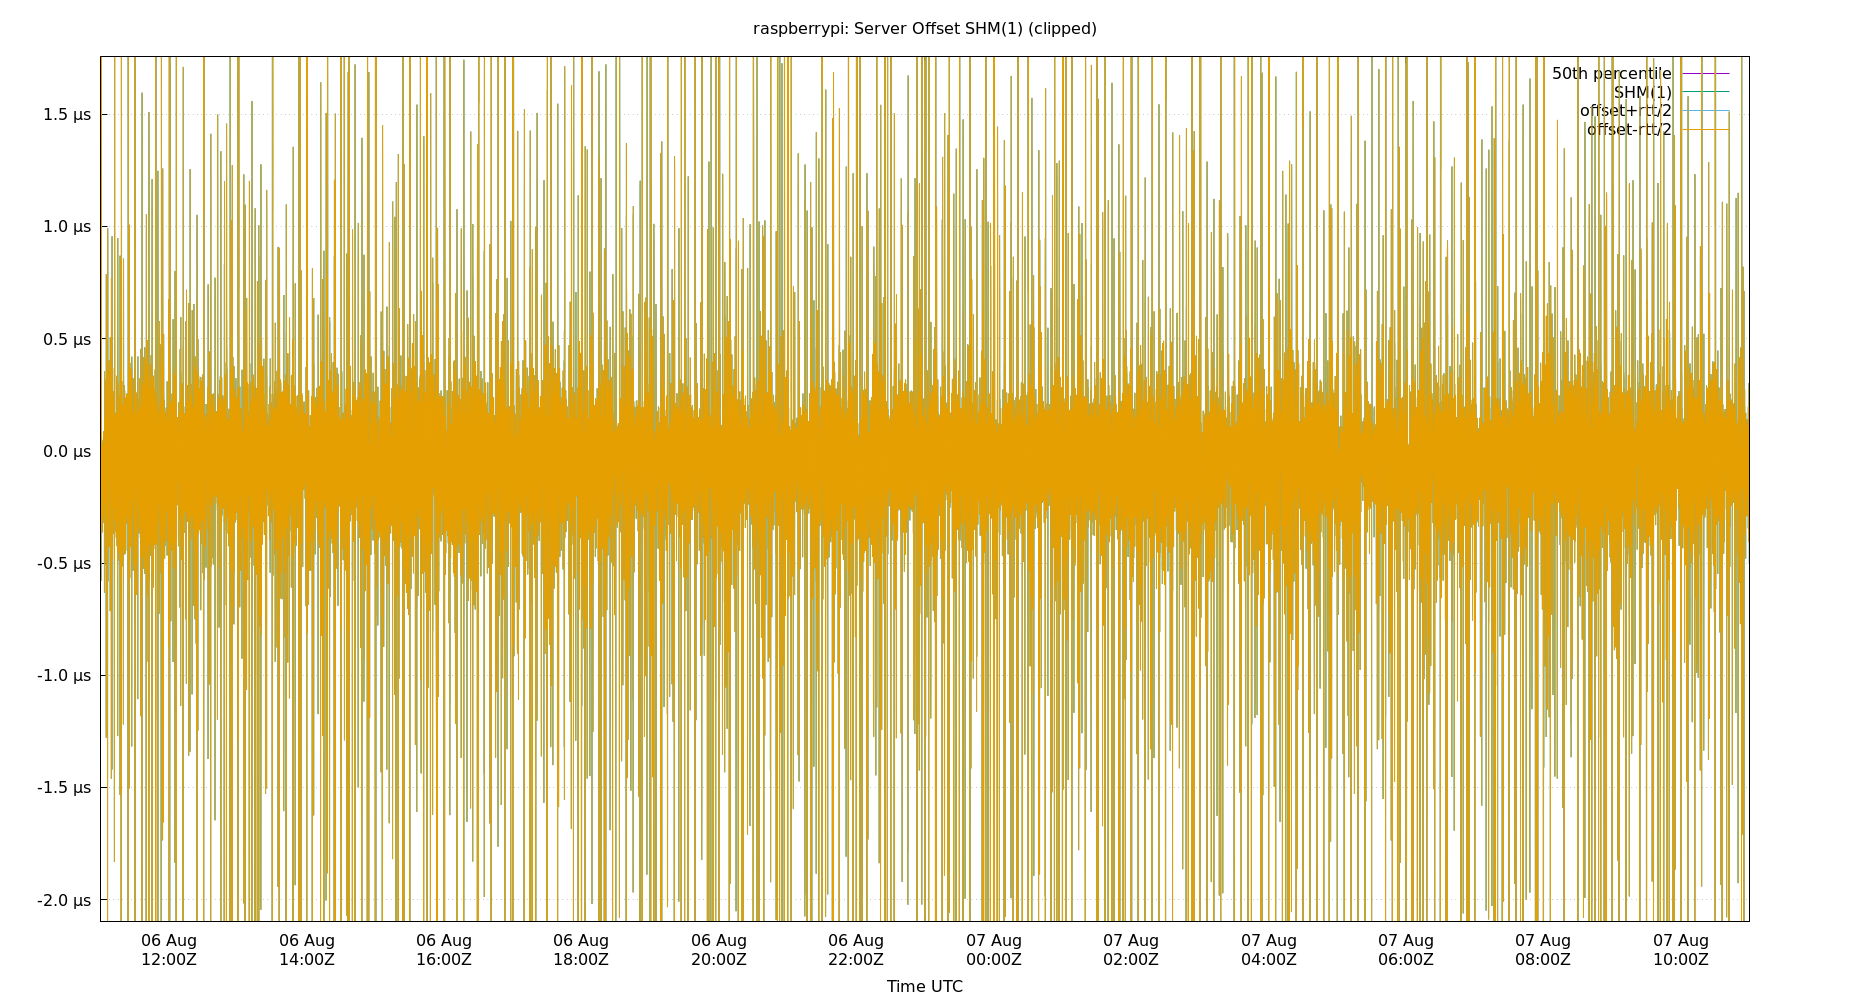 raspberrypi: Server Offset SHM(1) (clipped)
50th percentile
SHM(1)
offset+rtt/2
offset-rtt/2
1.5 µs
1.0 µs
0.5 µs
0.0 µs
-0.5 µs
-1.0 µs
-1.5 µs
-2.0 µs
06 Aug 06 Aug 06 Aug 06 Aug 06 Aug 06 Aug 07 Aug 07 Aug 07 Aug 07 Aug 07 Aug 07 Aug
12:00Z 14:00Z 16:00Z 18:00Z 20:00Z 22:00Z 00:00Z 02:00Z 04:00Z 06:00Z 08:00Z 10:00Z
Time UTC